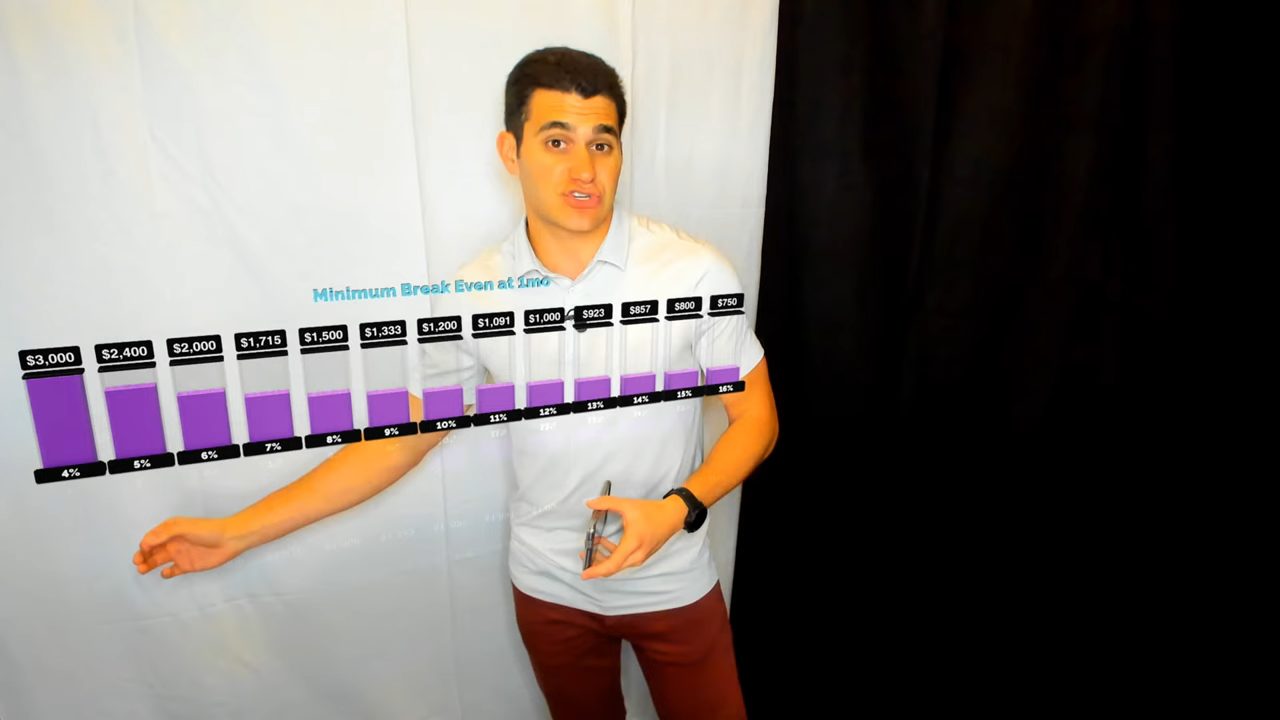 Minimum Break Even at 1mo
$3,000 $2,400 $2,000 $1,715 $1,500 $1,333 $1,200 $1,091 $1,000 $923 $857 $800 $750
4% 5% 6% 7% 8% 9% 10% 11% 12% 13% 14% 15% 16%